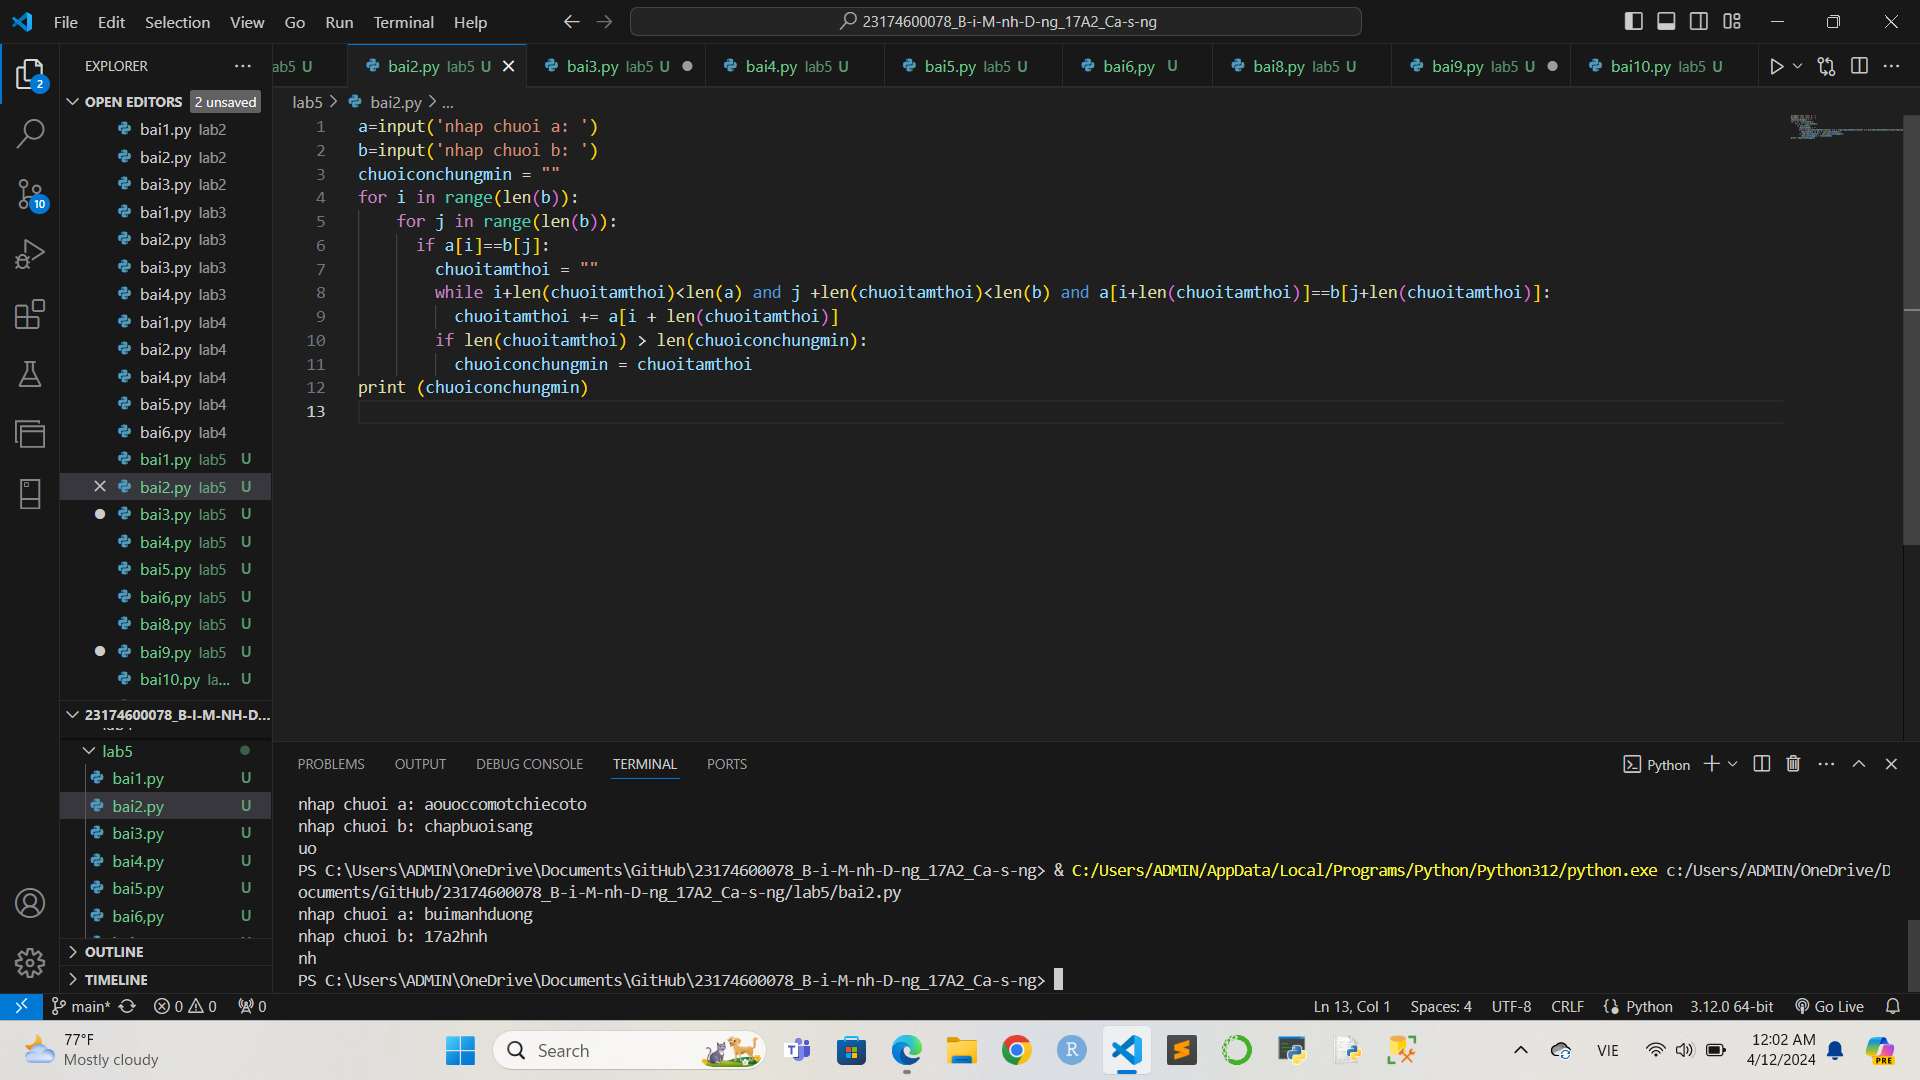 File Edit Selection View Go Run Terminal Help
23174600078_B-i-M-nh-D-ng_17A2_Ca-s-ng
EXPLORER
ab5 U
bai2.py lab5 U
bai3.py lab5 U
bai4.py lab5 U
bai5.py lab5 U
bai6,py U
bai8.py lab5 U
bai9.py lab5 U
bai10.py lab5 U
2
10
OPEN EDITORS 2 unsaved
bai1.py lab2
bai2.py lab2
bai3.py lab2
bai1.py lab3
bai2.py lab3
bai3.py lab3
bai4.py lab3
bai1.py lab4
bai2.py lab4
bai4.py lab4
bai5.py lab4
bai6.py lab4
bai1.py lab5 U
bai2.py lab5 U
bai3.py lab5 U
bai4.py lab5 U
bai5.py lab5 U
bai6,py lab5 U
bai8.py lab5 U
bai9.py lab5 U
bai10.py la... U
23174600078_B-I-M-NH-D...
lab5
bai1.py U
bai2.py U
bai3.py U
bai4.py U
bai5.py U
bai6,py U
OUTLINE
TIMELINE
lab5 > bai2.py > ...
1 a=input('nhap chuoi a: ')
2 b=input('nhap chuoi b: ')
3 chuoiconchungmin = ""
4 for i in range(len(b)):
5 for j in range(len(b)):
6 if a[i]==b[j]:
7 chuoitamthoi = ""
8 while i+len(chuoitamthoi)<len(a) and j +len(chuoitamthoi)<len(b) and a[i+len(chuoitamthoi)]==b[j+len(chuoitamthoi)]:
9 chuoitamthoi += a[i + len(chuoitamthoi)]
10 if len(chuoitamthoi) > len(chuoiconchungmin):
11 chuoiconchungmin = chuoitamthoi
12 print (chuoiconchungmin)
13
PROBLEMS OUTPUT DEBUG CONSOLE TERMINAL PORTS
Python
nhap chuoi a: aouoccomotchiecoto
nhap chuoi b: chapbuoisang
uo
PS C:\Users\ADMIN\OneDrive\Documents\GitHub\23174600078_B-i-M-nh-D-ng_17A2_Ca-s-ng> & C:/Users/ADMIN/AppData/Local/Programs/Python/Python312/python.exe c:/Users/ADMIN/OneDrive/D
ocuments/GitHub/23174600078_B-i-M-nh-D-ng_17A2_Ca-s-ng/lab5/bai2.py
nhap chuoi a: buimanhduong
nhap chuoi b: 17a2hnh
nh
PS C:\Users\ADMIN\OneDrive\Documents\GitHub\23174600078_B-i-M-nh-D-ng_17A2_Ca-s-ng>
main* 0 0 0
Ln 13, Col 1 Spaces: 4 UTF-8 CRLF Python 3.12.0 64-bit Go Live
77°F
Mostly cloudy
Search
R
VIE
12:02 AM
4/12/2024
PRE